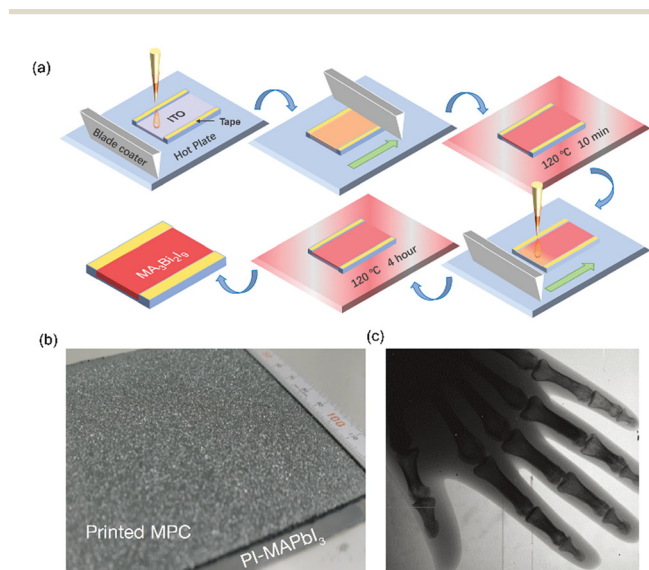 (a)
ITO
Tape
Blade coater
Hot Plate
120 °C 10 min
MA₃Bi₂I₉
120 °C 4 hour
(b)
(c)
100
Printed MPC
PI-MAPbI₃